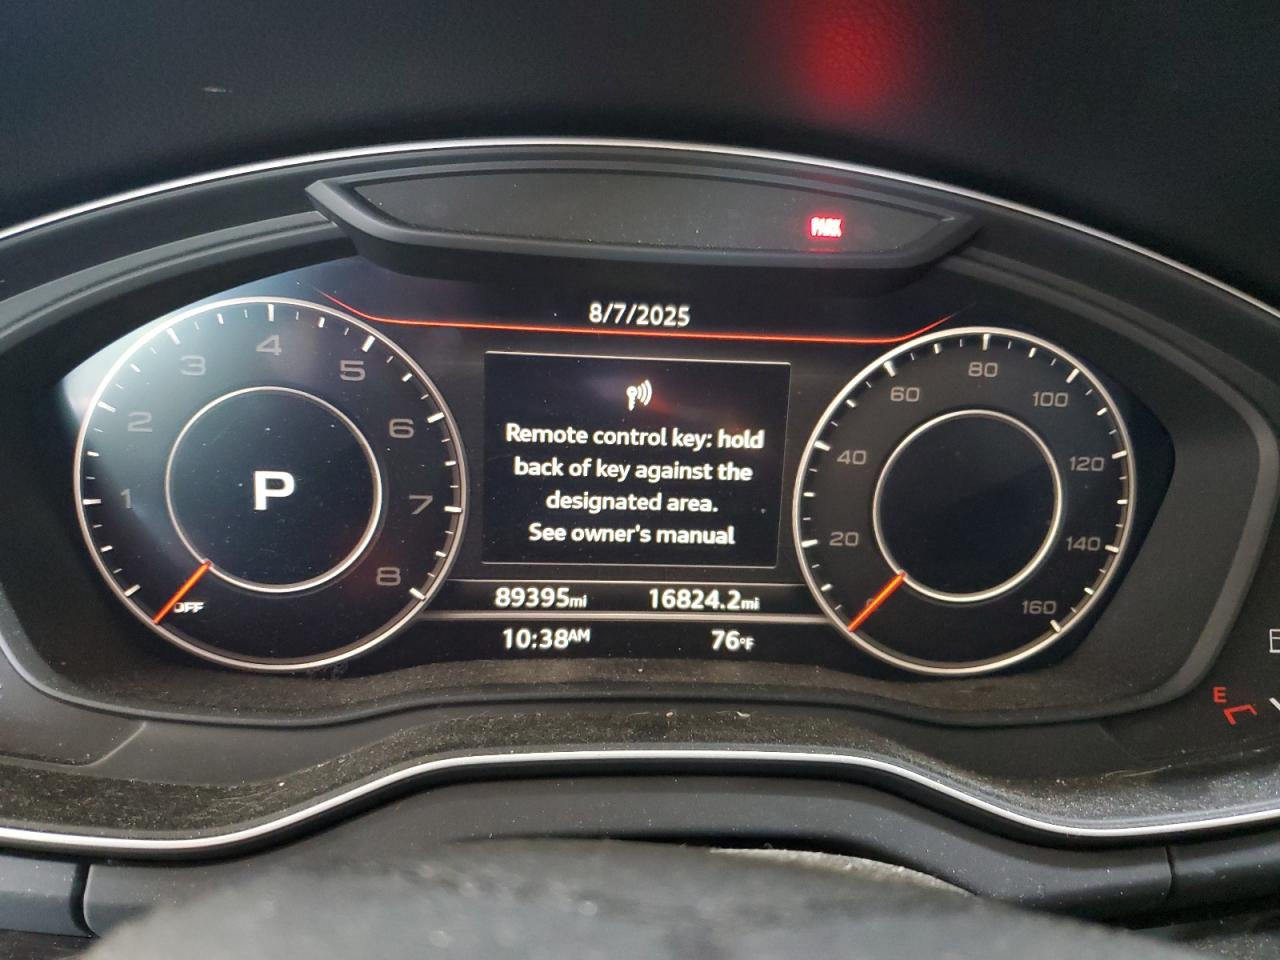 PARK
8/7/2025
Remote control key: hold
back of key against the
designated area.
See owner's manual
89395mi 16824.2mi
10:38AM 76°F
P
OFF
1
2
3
4
5
6
7
8
0
20
40
60
80
100
120
140
160
E